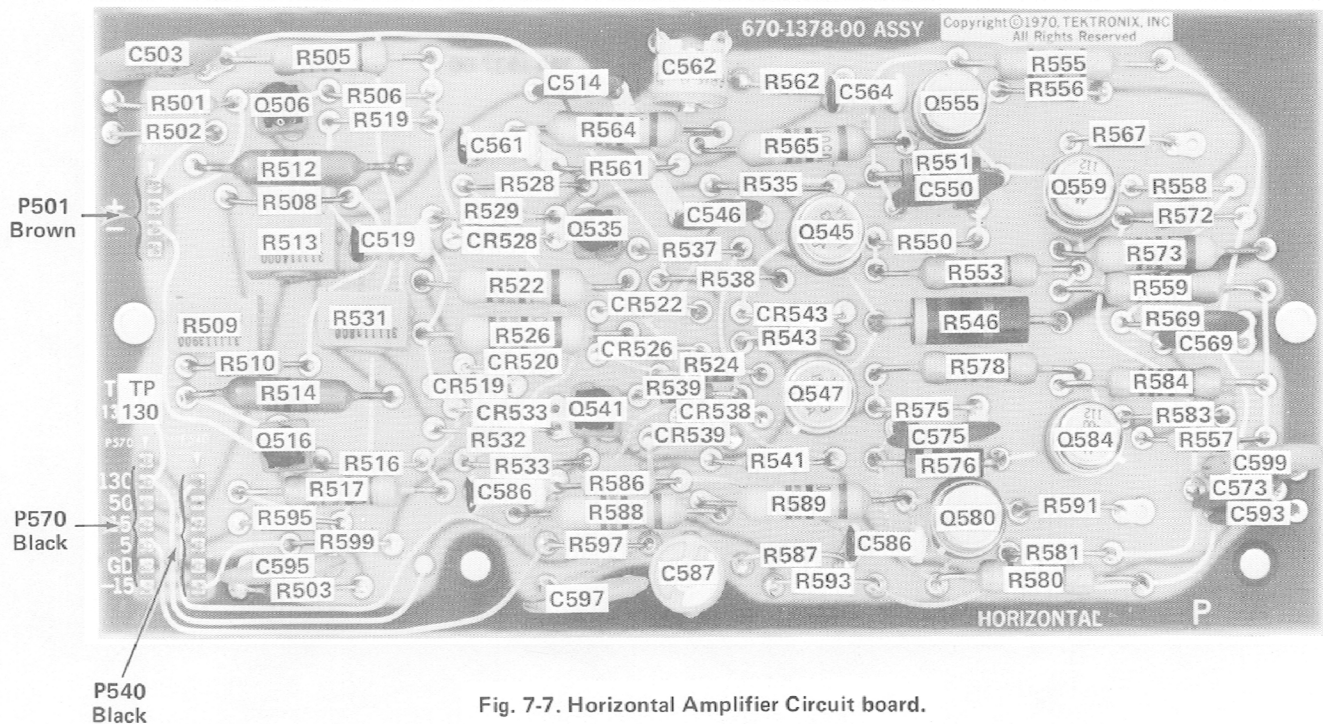 670-1378-00 ASSY
Copyright©1970, TEKTRONIX, INC
All Rights Reserved
C503
R505
C514
C562
R562
C564
Q555
R555
R556
R501
Q506
R506
R502
R519
R564
R565
R567
C561
R561
R551
R512
R528
R535
C550
Q559
R558
R508
R529
C546
R572
P501
Brown
+
–
R513
C519
CR528
Q535
R537
Q545
R550
R573
R522
R538
R553
R559
R509
R531
CR522
CR543
R546
R569
R526
CR526
R543
C569
R510
CR520
R524
R578
R584
TP
130
R514
CR519
R539
Q547
CR533
Q541
CR538
R575
R583
Q516
R532
CR539
C575
Q584
R557
R516
R533
R541
R576
C599
130
R517
C586
R586
C573
50
R588
R589
R591
C593
P570
Black
R595
Q580
5
R599
R597
R587
C586
R581
GD
C595
C587
-15
R503
C597
R593
R580
HORIZONTAL
P
P540
Black
Fig. 7-7. Horizontal Amplifier Circuit board.